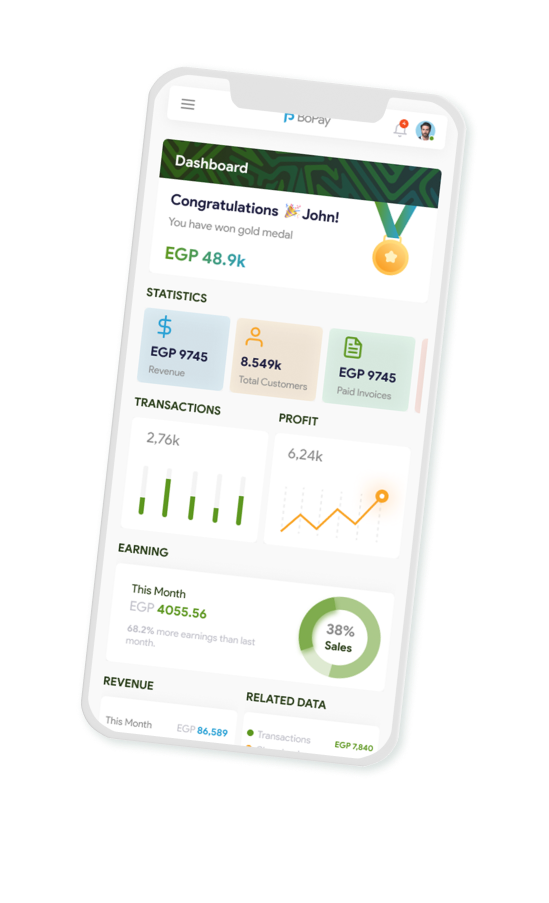 BoPay
Dashboard
Congratulations 🎉 John!
You have won gold medal
EGP 48.9k
STATISTICS
EGP 9745
Revenue
8.549k
Total Customers
EGP 9745
Paid Invoices
TRANSACTIONS
2,76k
PROFIT
6,24k
EARNING
This Month
EGP 4055.56
68.2% more earnings than last
month.
38%
Sales
REVENUE
This Month
EGP 86,589
RELATED DATA
Transactions
EGP 7,840